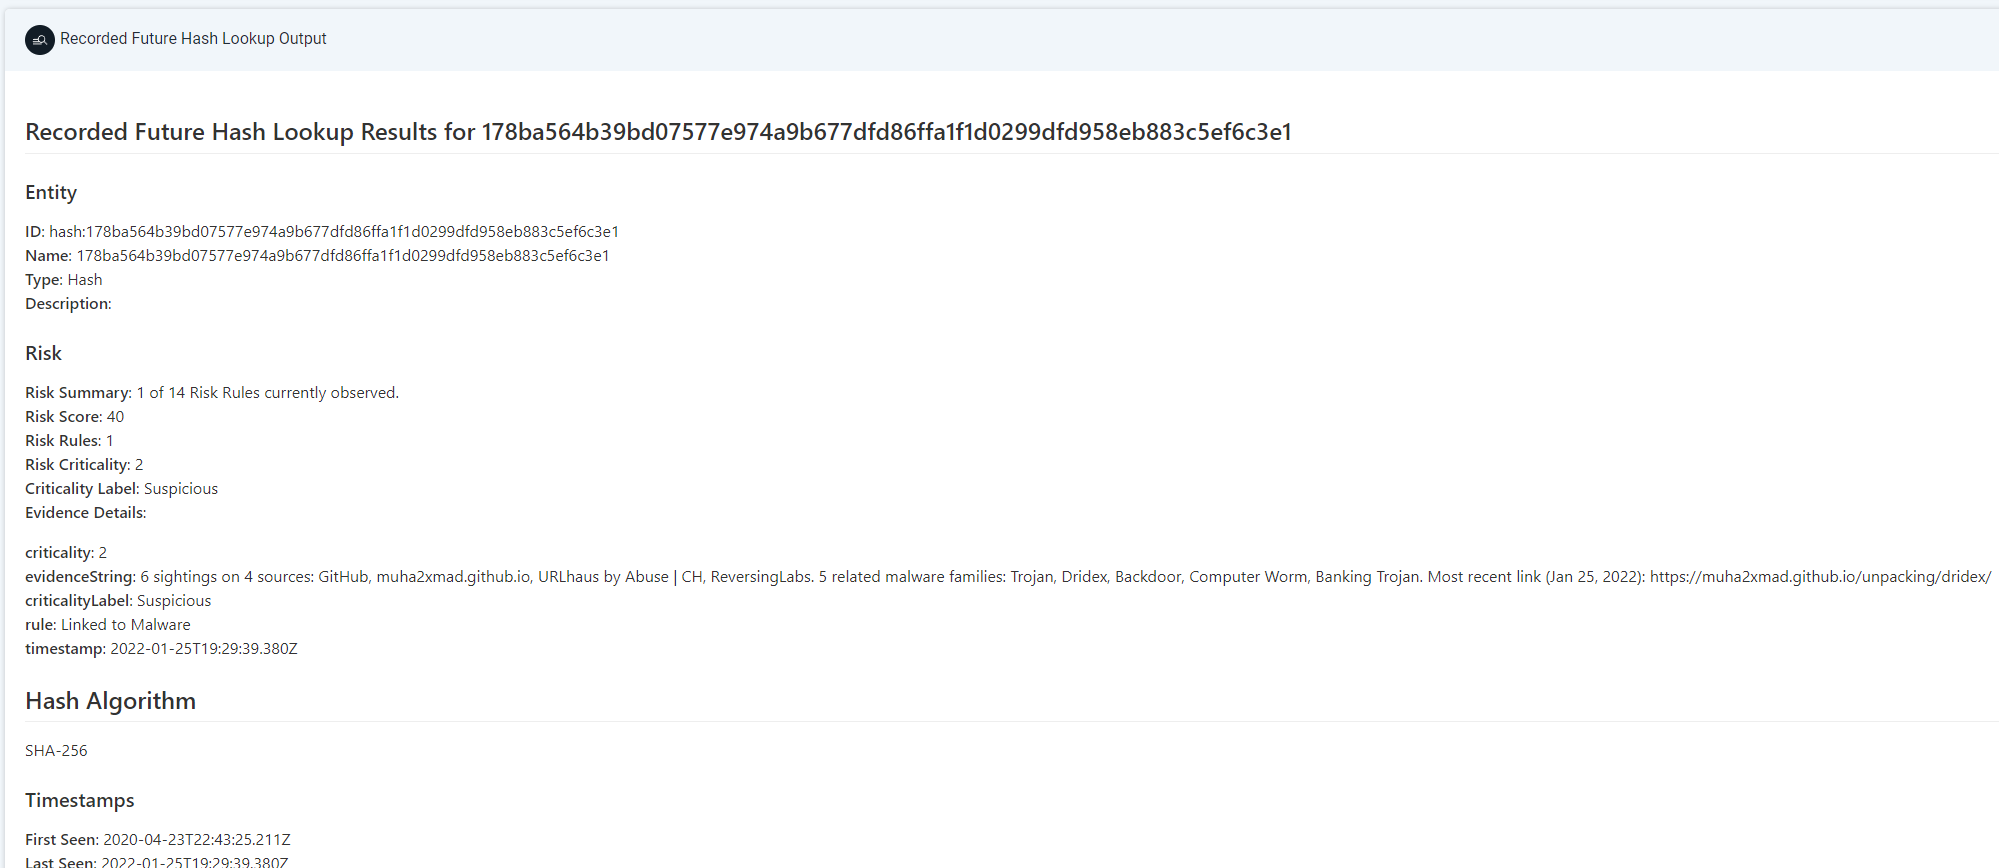 Recorded Future Hash Lookup Output
Recorded Future Hash Lookup Results for 178ba564b39bd07577e974a9b677dfd86ffa1f1d0299dfd958eb883c5ef6c3e1
Entity
ID: hash:178ba564b39bd07577e974a9b677dfd86ffa1f1d0299dfd958eb883c5ef6c3e1
Name: 178ba564b39bd07577e974a9b677dfd86ffa1f1d0299dfd958eb883c5ef6c3e1
Type: Hash
Description:
Risk
Risk Summary: 1 of 14 Risk Rules currently observed.
Risk Score: 40
Risk Rules: 1
Risk Criticality: 2
Criticality Label: Suspicious
Evidence Details:
criticality: 2
evidenceString: 6 sightings on 4 sources: GitHub, muha2xmad.github.io, URLhaus by Abuse | CH, ReversingLabs. 5 related malware families: Trojan, Dridex, Backdoor, Computer Worm, Banking Trojan. Most recent link (Jan 25, 2022): https://muha2xmad.github.io/unpacking/dridex/
criticalityLabel: Suspicious
rule: Linked to Malware
timestamp: 2022-01-25T19:29:39.380Z
Hash Algorithm
SHA-256
Timestamps
First Seen: 2020-04-23T22:43:25.211Z
Last Seen: 2022-01-25T19:29:39.380Z